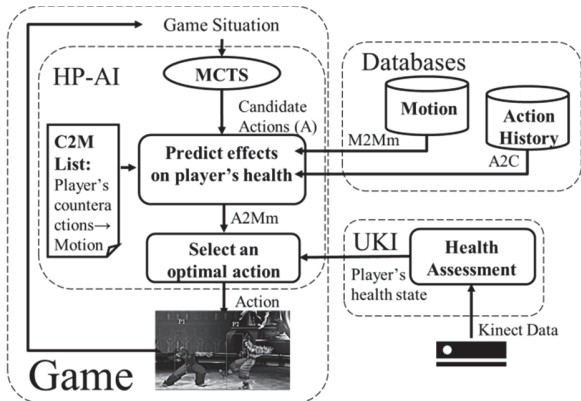 Game Situation
HP-AI
MCTS
Databases
Motion
Action
History
Candidate
Actions (A)
M2Mm
A2C
C2M
List:
Player's
countera
ctions→
Motion
Predict effects
on player's health
A2Mm
Select an
optimal action
UKI
Player's
health state
Health
Assessment
Action
Kinect Data
P1
Game